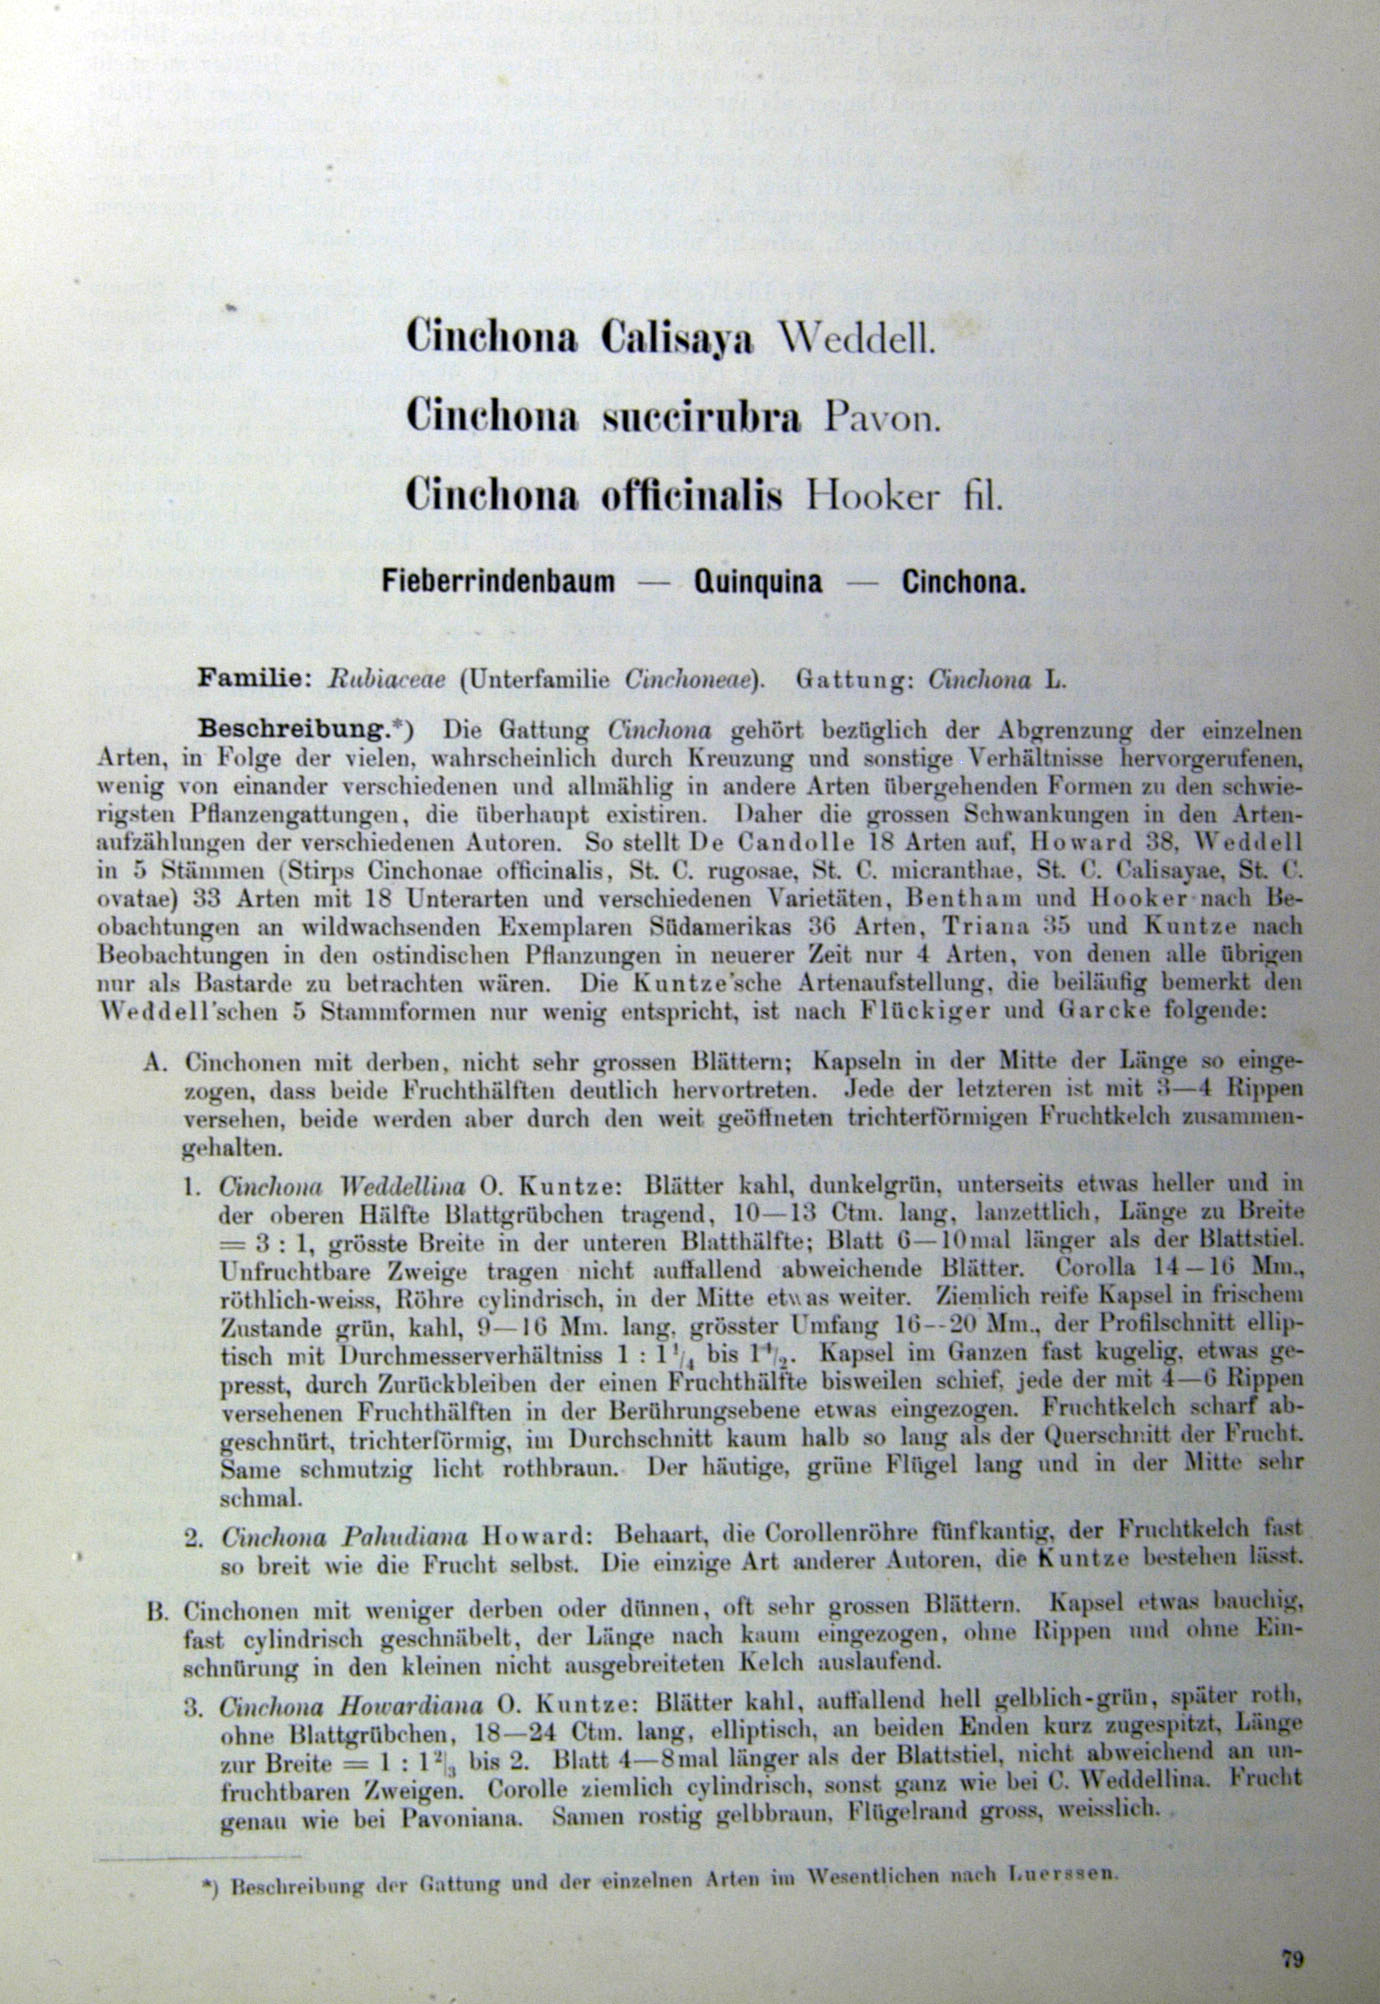 Cinchona Calisaya Weddell.
Cinchona succirubra Pavon.
Cinchona officinalis Hooker fil.
Fieberrindenbaum — Quinquina — Cinchona.
Familie: Rubiaceae (Unterfamilie Cinchoneae). Gattung: Cinchona L.
Beschreibung.*) Die Gattung Cinchona gehört bezüglich der Abgrenzung der einzelnen
Arten, in Folge der vielen, wahrscheinlich durch Kreuzung und sonstige Verhältnisse hervorgerufenen,
wenig von einander verschiedenen und allmählig in andere Arten übergehenden Formen zu den schwie-
rigsten Pflanzengattungen, die überhaupt existiren. Daher die grossen Schwankungen in den Arten-
aufzählungen der verschiedenen Autoren. So stellt De Candolle 18 Arten auf, Howard 38, Weddell
in 5 Stämmen (Stirps Cinchonae officinalis, St. C. rugosae, St. C. micranthae, St. C. Calisayae, St. C.
ovatae) 33 Arten mit 18 Unterarten und verschiedenen Varietäten, Bentham und Hooker nach Be-
obachtungen an wildwachsenden Exemplaren Südamerikas 36 Arten, Triana 35 und Kuntze nach
Beobachtungen in den ostindischen Pflanzungen in neuerer Zeit nur 4 Arten, von denen alle übrigen
nur als Bastarde zu betrachten wären. Die Kuntze'sche Artenaufstellung, die beiläufig bemerkt den
Weddell'schen 5 Stammformen nur wenig entspricht, ist nach Flückiger und Garcke folgende:
A. Cinchonen mit derben, nicht sehr grossen Blättern; Kapseln in der Mitte der Länge so einge-
zogen, dass beide Fruchthälften deutlich hervortreten. Jede der letzteren ist mit 3—4 Rippen
versehen, beide werden aber durch den weit geöffneten trichterförmigen Fruchtkelch zusammen-
gehalten.
1. Cinchona Weddellina O. Kuntze: Blätter kahl, dunkelgrün, unterseits etwas heller und in
der oberen Hälfte Blattgrübchen tragend, 10—13 Ctm. lang, lanzettlich, Länge zu Breite
= 3 : 1, grösste Breite in der unteren Blatthälfte; Blatt 6—10mal länger als der Blattstiel.
Unfruchtbare Zweige tragen nicht auffallend abweichende Blätter. Corolla 14—16 Mm.,
röthlich-weiss, Röhre cylindrisch, in der Mitte etwas weiter. Ziemlich reife Kapsel in frischem
Zustande grün, kahl, 9—16 Mm. lang, grösster Umfang 16--20 Mm., der Profilschnitt ellip-
tisch mit Durchmesserverhältniss 1 : 1¹/₄ bis 1¹/₂. Kapsel im Ganzen fast kugelig, etwas ge-
presst, durch Zurückbleiben der einen Fruchthälfte bisweilen schief, jede der mit 4—6 Rippen
versehenen Fruchthälften in der Berührungsebene etwas eingezogen. Fruchtkelch scharf ab-
geschnürt, trichterförmig, im Durchschnitt kaum halb so lang als der Querschnitt der Frucht.
Same schmutzig licht rothbraun. Der häutige, grüne Flügel lang und in der Mitte sehr
schmal.
2. Cinchona Pahudiana Howard: Behaart, die Corollenröhre fünfkantig, der Fruchtkelch fast
so breit wie die Frucht selbst. Die einzige Art anderer Autoren, die Kuntze bestehen lässt.
B. Cinchonen mit weniger derben oder dünnen, oft sehr grossen Blättern. Kapsel etwas bauchig,
fast cylindrisch geschnäbelt, der Länge nach kaum eingezogen, ohne Rippen und ohne Ein-
schnürung in den kleinen nicht ausgebreiteten Kelch auslaufend.
3. Cinchona Howardiana O. Kuntze: Blätter kahl, auffallend hell gelblich-grün, später roth,
ohne Blattgrübchen, 18—24 Ctm. lang, elliptisch, an beiden Enden kurz zugespitzt, Länge
zur Breite = 1 : 1²/₃ bis 2. Blatt 4—8mal länger als der Blattstiel, nicht abweichend an un-
fruchtbaren Zweigen. Corolle ziemlich cylindrisch, sonst ganz wie bei C. Weddellina. Frucht
genau wie bei Pavoniana. Samen rostig gelbbraun, Flügelrand gross, weisslich.
*) Beschreibung der Gattung und der einzelnen Arten im Wesentlichen nach Luerssen.
79